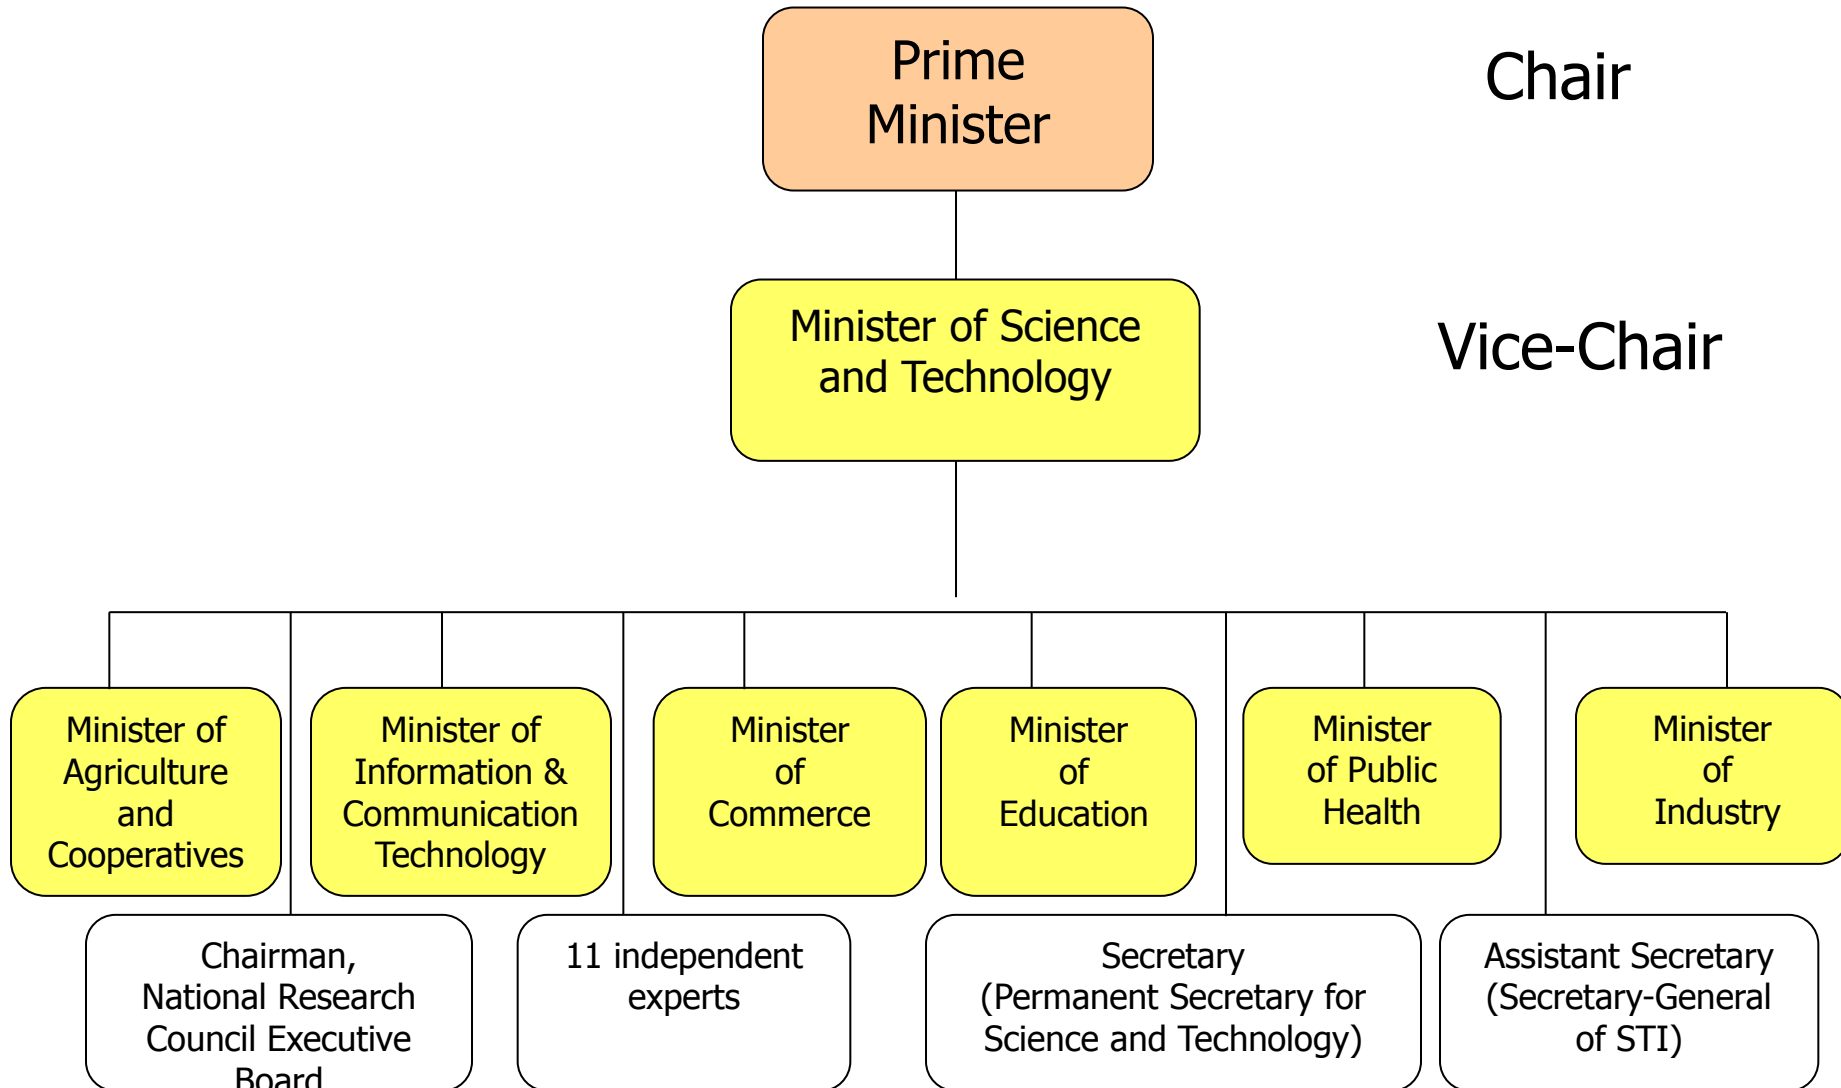 Prime
Minister
Chair
Minister of Science
and Technology
Vice-Chair
Minister of
Agriculture
and
Cooperatives
Minister of
Information &
Communication
Technology
Minister
of
Commerce
Minister
of
Education
Minister
of Public
Health
Minister
of
Industry
Chairman,
National Research
Council Executive
Board
11 independent
experts
Secretary
(Permanent Secretary for
Science and Technology)
Assistant Secretary
(Secretary-General
of STI)